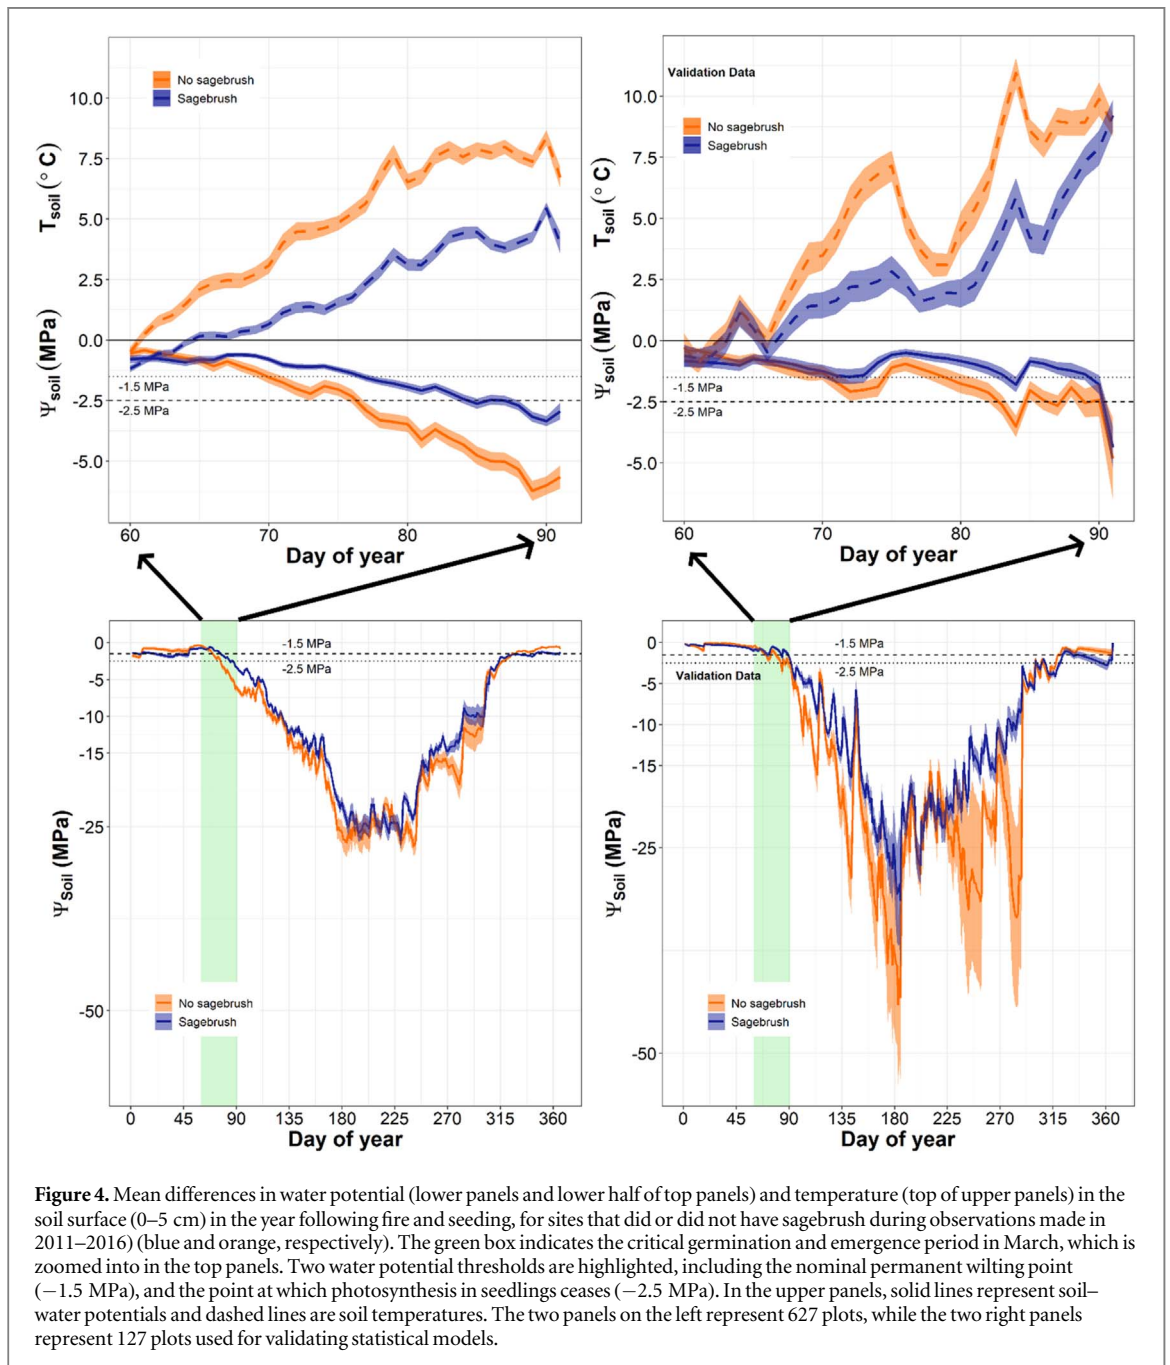 No sagebrush
Sagebrush
10.0
7.5
5.0
2.5
0.0
-2.5
-5.0
T soil (° C)
Ψ soil (MPa)
-1.5 MPa
-2.5 MPa
60
70
80
90
Day of year
Validation Data
No sagebrush
Sagebrush
10.0
7.5
5.0
2.5
0.0
-2.5
-5.0
T soil (° C)
Ψ soil (MPa)
-1.5 MPa
-2.5 MPa
60
70
80
90
Day of year
0
-5
-10
-15
-25
-50
Ψ Soil (MPa)
-1.5 MPa
-2.5 MPa
No sagebrush
Sagebrush
0
45
90
135
180
225
270
315
360
Day of year
0
-5
-10
-15
-25
-50
Ψ Soil (MPa)
-1.5 MPa
-2.5 MPa
Validation Data
No sagebrush
Sagebrush
0
45
90
135
180
225
270
315
360
Day of year
Figure 4. Mean differences in water potential (lower panels and lower half of top panels) and temperature (top of upper panels) in the
soil surface (0–5 cm) in the year following fire and seeding, for sites that did or did not have sagebrush during observations made in
2011–2016) (blue and orange, respectively). The green box indicates the critical germination and emergence period in March, which is
zoomed into in the top panels. Two water potential thresholds are highlighted, including the nominal permanent wilting point
(−1.5 MPa), and the point at which photosynthesis in seedlings ceases (−2.5 MPa). In the upper panels, solid lines represent soil–
water potentials and dashed lines are soil temperatures. The two panels on the left represent 627 plots, while the two right panels
represent 127 plots used for validating statistical models.